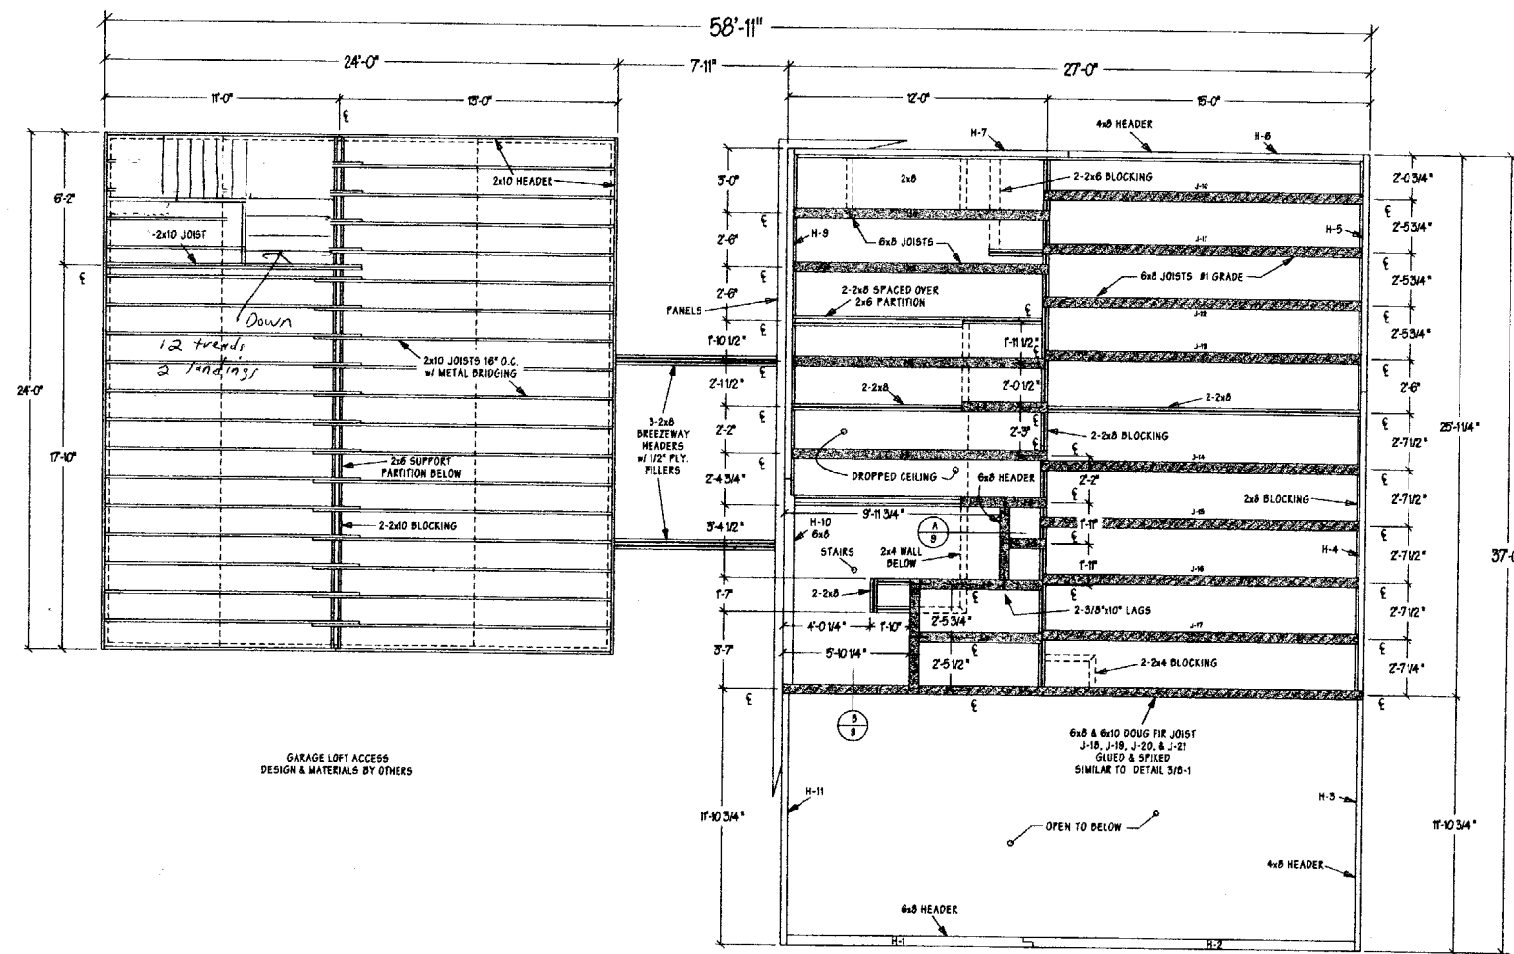 58'-11"
24'-0"
7'-11"
27'-0"
11'-0"
13'-0"
12'-0"
15'-0"
℄
4x8 HEADER
H-7
H-6
2x10 HEADER
3'-0"
2x8
2-2x6 BLOCKING
J-10
2'-0 3/4"
6'-2"
-2x10 JOIST
H-9
6x8 JOISTS
J-11
H-5
2'-5 3/4"
2'-6"
6x8 JOISTS #1 GRADE
2'-5 3/4"
2'-6"
2-2x8 SPACED OVER
2x6 PARTITION
PANELS
J-12
2'-5 3/4"
Down
12 treads
2 landings
1'-10 1/2"
1'-11 1/2"
J-13
2x10 JOISTS 16" O.C.
w/ METAL BRIDGING
2'-1 1/2"
2-2x8
2'-0 1/2"
2-2x8
2'-6"
24'-0"
3-2x8
BREEZEWAY
HEADERS
w/ 1/2" PLY.
FILLERS
2'-2"
2'-3"
2-2x8 BLOCKING
25'-11 1/4"
2'-7 1/2"
17'-10"
2x6 SUPPORT
PARTITION BELOW
DROPPED CEILING
6x8 HEADER
J-14
2'-2"
2'-4 3/4"
2x8 BLOCKING
2'-7 1/2"
2-2x10 BLOCKING
3'-4 1/2"
9'-11 3/4"
H-10
6x8
A
9
J-15
1'-11"
STAIRS
2x4 WALL
BELOW
H-4
2'-7 1/2"
1'-11"
J-16
1'-7"
2-2x8
2-3/8"x10" LAGS
2'-7 1/2"
4'-0 1/4"
1'-10"
2'-5 3/4"
J-17
3'-7"
5'-10 1/4"
2'-5 1/2"
2-2x4 BLOCKING
2'-7 1/4"
6x8 & 6x10 DOUG FIR JOIST
J-18, J-19, J-20, & J-21
GLUED & SPIKED
SIMILAR TO DETAIL 3/8-1
GARAGE LOFT ACCESS
DESIGN & MATERIALS BY OTHERS
H-11
H-3
11'-10 3/4"
OPEN TO BELOW
11'-10 3/4"
4x8 HEADER
6x8 HEADER
H-1
H-2